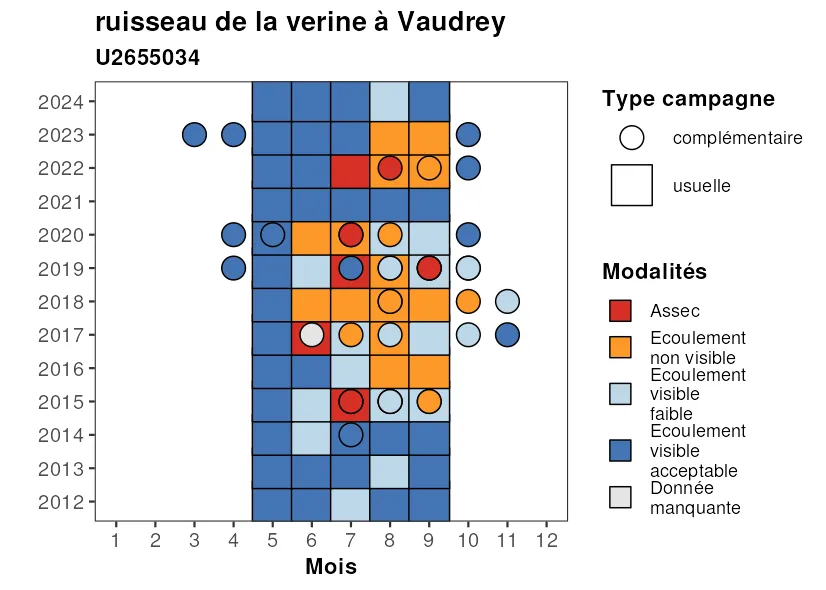 ruisseau de la verine à Vaudrey
U2655034
2024
2023
2022
2021
2020
2019
2018
2017
2016
2015
2014
2013
2012
1 2 3 4 5 6 7 8 9 10 11 12
Mois
Type campagne
complémentaire
usuelle
Modalités
Assec
Ecoulement
non visible
Ecoulement
visible
faible
Ecoulement
visible
acceptable
Donnée
manquante